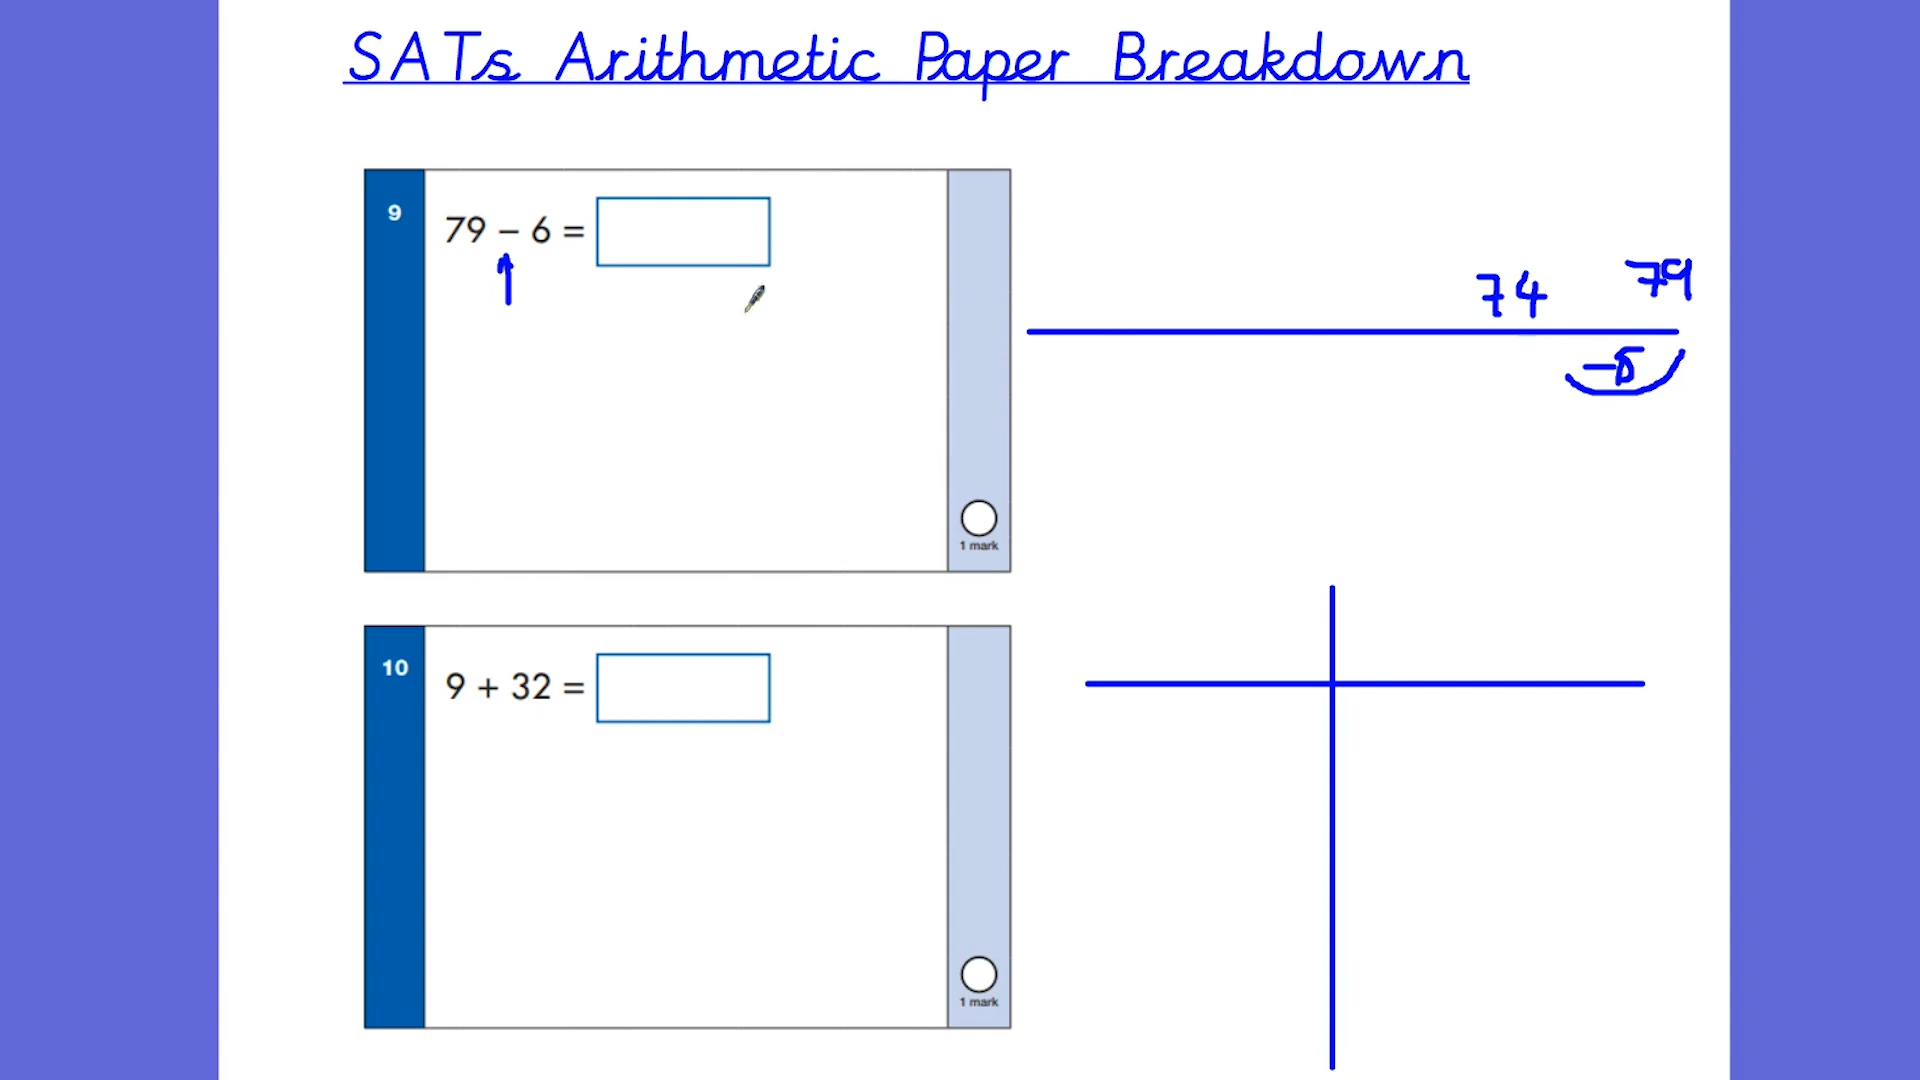 SATs Arithmetic Paper Breakdown
9
79 – 6 =
74
79
–5
1 mark
10
9 + 32 =
1 mark